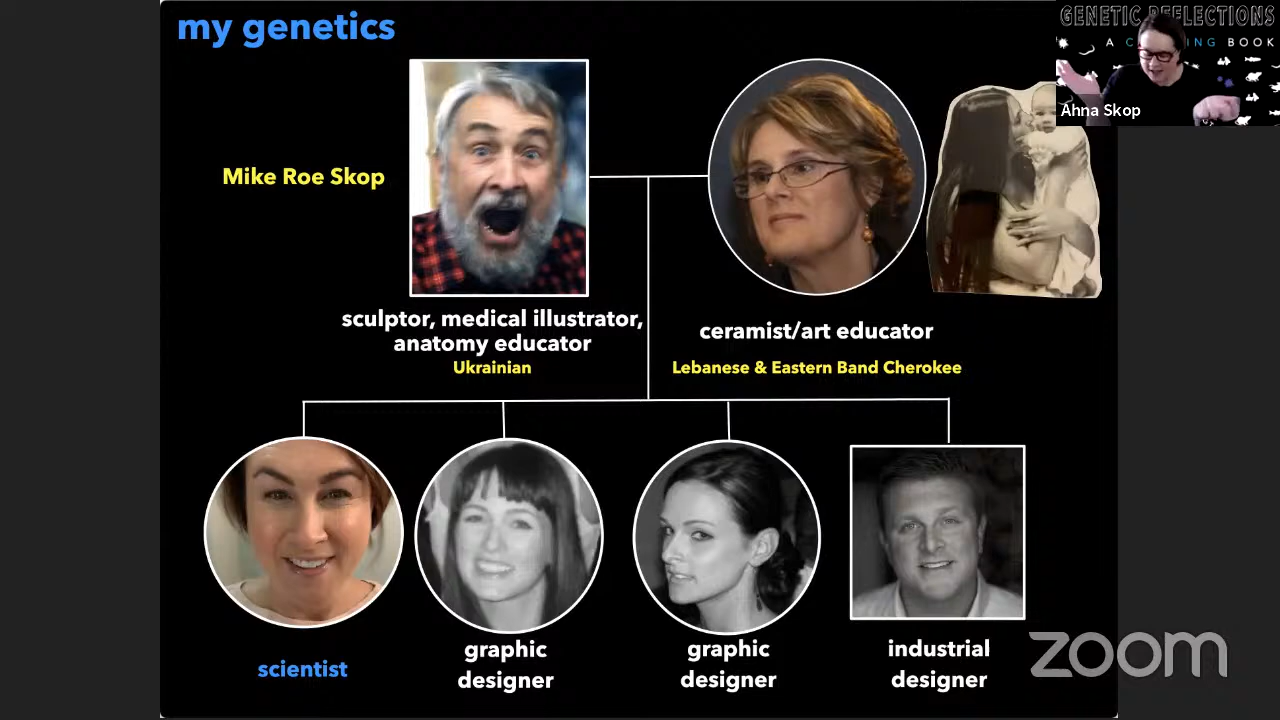 my genetics
GENETIC REFLECTIONS
BOOK
Ahna Skop
Mike Roe Skop
sculptor, medical illustrator,
anatomy educator
Ukrainian
ceramist/art educator
Lebanese & Eastern Band Cherokee
scientist
graphic
designer
graphic
designer
industrial
designer
zoom